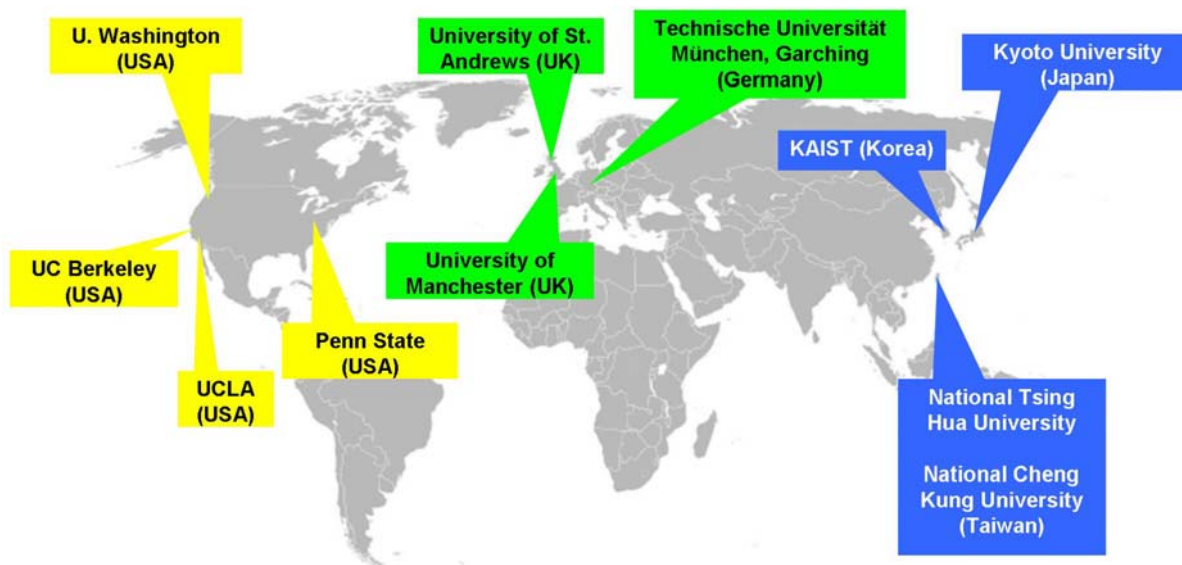 U. Washington
(USA)
University of St.
Andrews (UK)
Technische Universität
München, Garching
(Germany)
Kyoto University
(Japan)
KAIST (Korea)
UC Berkeley
(USA)
University of
Manchester (UK)
Penn State
(USA)
UCLA
(USA)
National Tsing
Hua University
National Cheng
Kung University
(Taiwan)